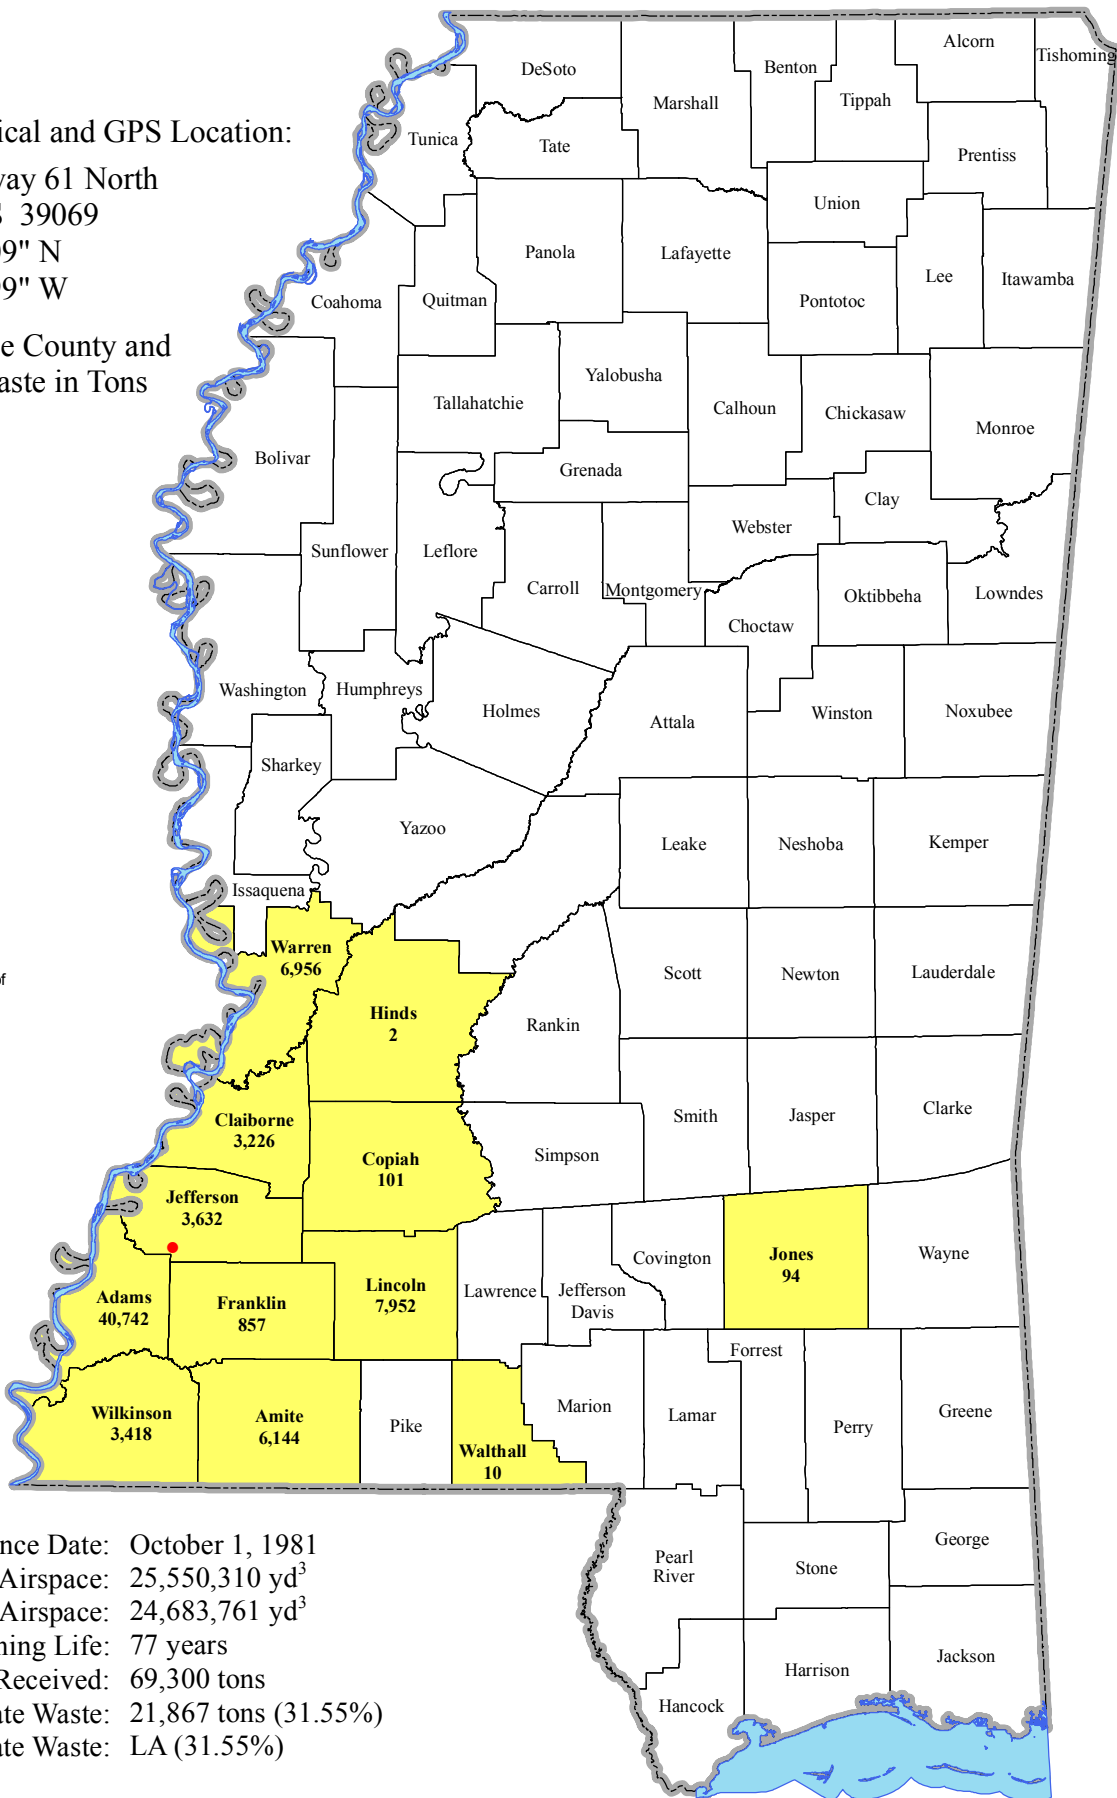 ical and GPS Location:
way 61 North
S 39069
09" N
99" W
e County and
aste in Tons
of
DeSoto
Marshall
Benton
Tippah
Alcorn
Tishoming
Tunica
Tate
Prentiss
Union
Panola
Lafayette
Pontotoc
Lee
Itawamba
Coahoma
Quitman
Tallahatchie
Yalobusha
Calhoun
Chickasaw
Monroe
Bolivar
Grenada
Clay
Webster
Sunflower
Leflore
Carroll
Montgomery
Choctaw
Oktibbeha
Lowndes
Washington
Humphreys
Holmes
Attala
Winston
Noxubee
Sharkey
Yazoo
Leake
Neshoba
Kemper
Issaquena
Warren
6,956
Hinds
2
Rankin
Scott
Newton
Lauderdale
Claiborne
3,226
Copiah
101
Simpson
Smith
Jasper
Clarke
Jefferson
3,632
Adams
40,742
Franklin
857
Lincoln
7,952
Lawrence
Jefferson
Davis
Covington
Jones
94
Wayne
Wilkinson
3,418
Amite
6,144
Pike
Walthall
10
Marion
Lamar
Forrest
Perry
Greene
Pearl
River
Stone
George
Hancock
Harrison
Jackson
nce Date: October 1, 1981
Airspace: 25,550,310 yd³
Airspace: 24,683,761 yd³
ning Life: 77 years
Received: 69,300 tons
ate Waste: 21,867 tons (31.55%)
ate Waste: LA (31.55%)